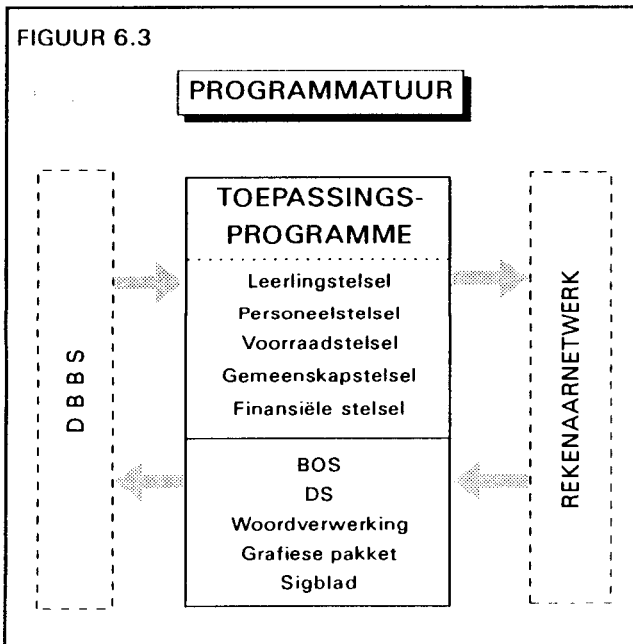 FIGUUR 6.3
PROGRAMMATUUR
DBBS
TOEPASSINGS-
PROGRAMME
Leerlingstelsel
Personeelstelsel
Voorraadstelsel
Gemeenskapstelsel
Finansiële stelsel
BOS
DS
Woordverwerking
Grafiese pakket
Sigblad
REKENAARNETWERK